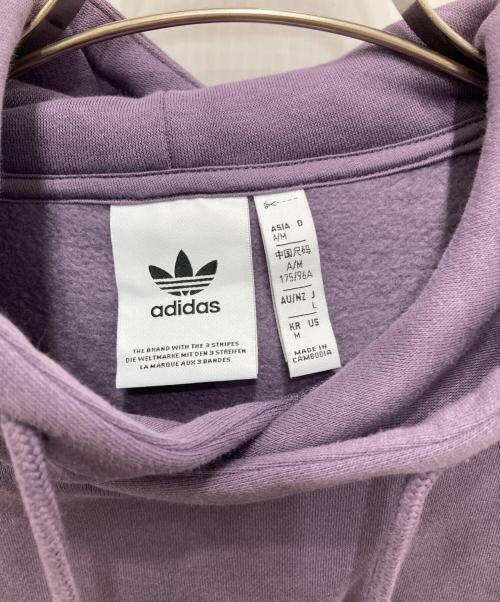 adidas
THE BRAND WITH THE 3 STRIPES
DIE WELTMARKE MIT DEN 3 STREIFEN
LA MARQUE AUX 3 BANDES
ASIA D
A/M
中国尺码
A/M
175/96A
AU/NZ J
L
KR US
M
MADE IN
CAMBODIA